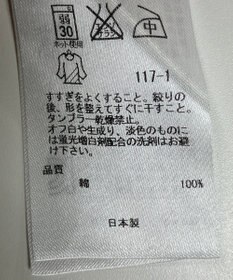 弱
30
ネット使用
中
117-1
すすぎをよくすること。絞りの
後、形を整えてすぐに干すこと。
タンブラー乾燥禁止。
オフ白や生成り、淡色のものに
は蛍光増白剤配合の洗剤はお避
け下さい。
品質
綿 100%
日本製